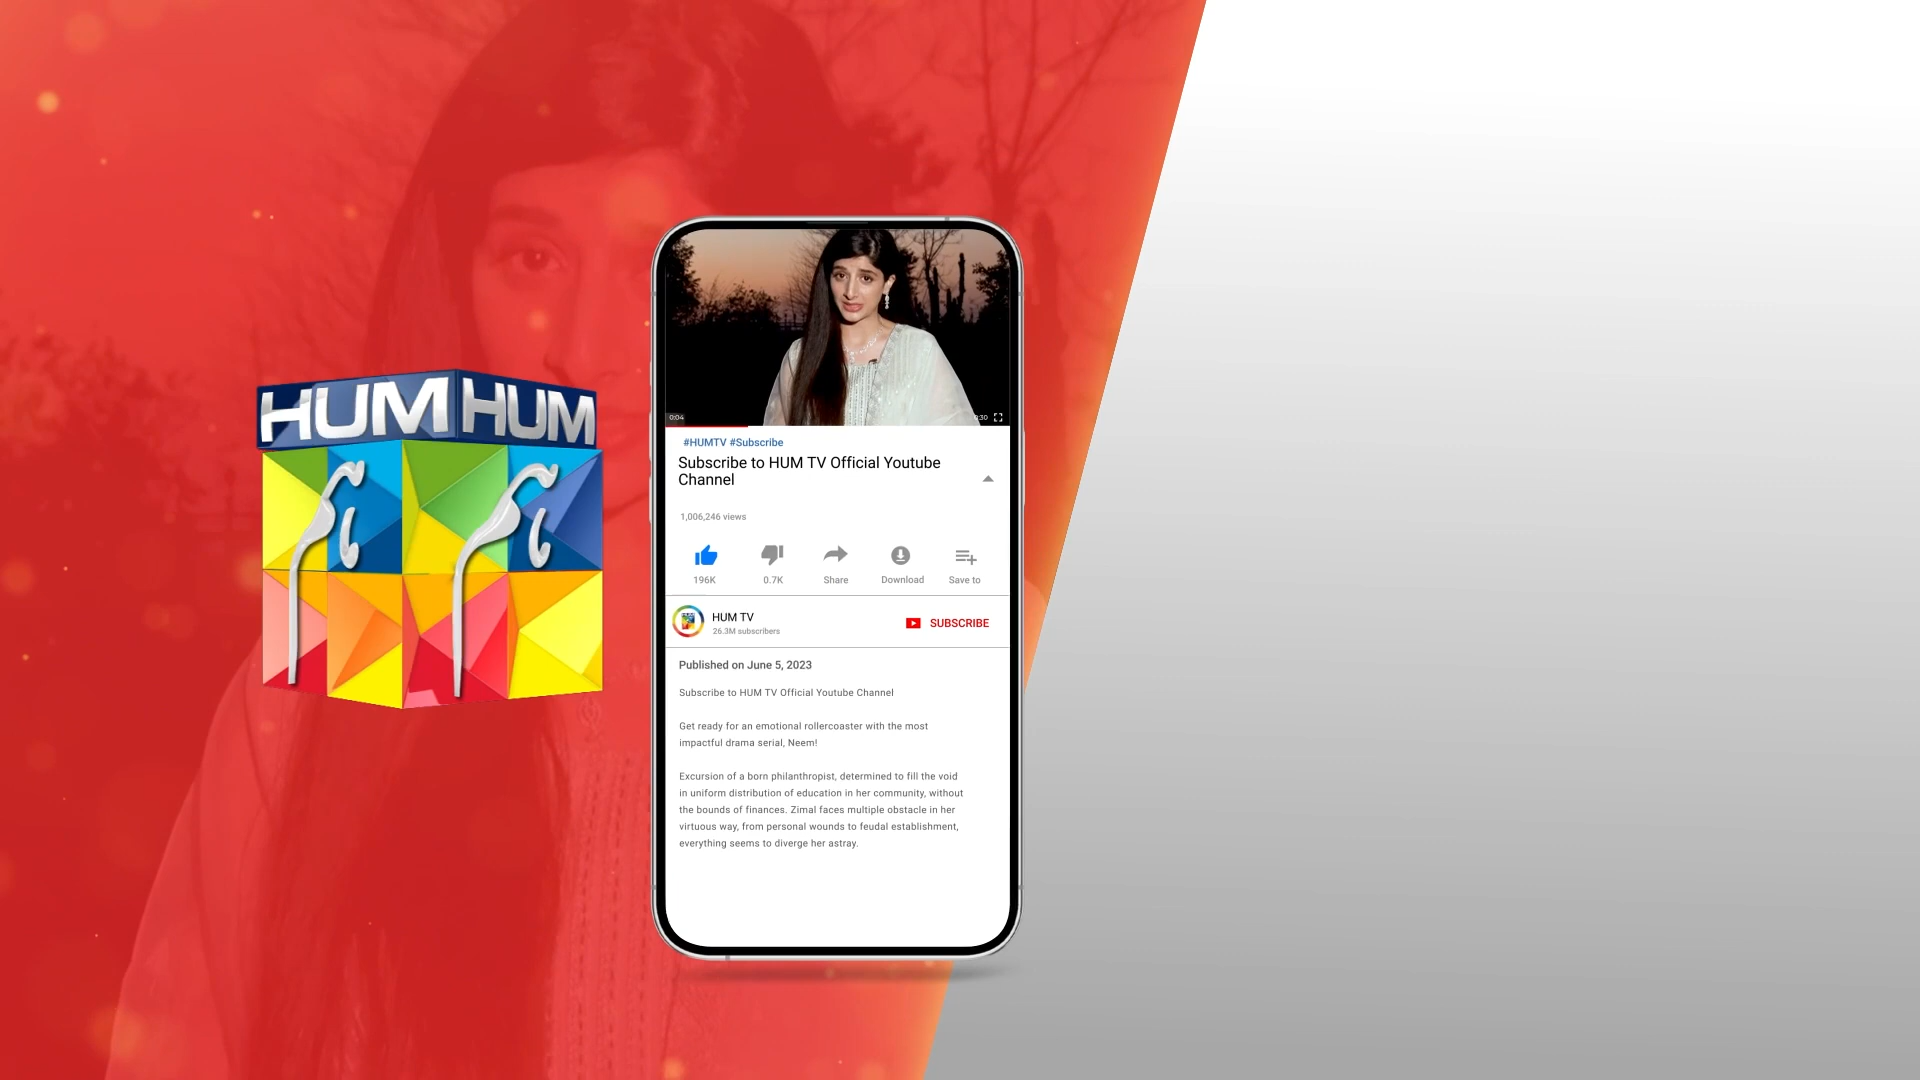 HUM HUM
ہم ہم
0:04
0:30
#HUMTV #Subscribe
Subscribe to HUM TV Official Youtube
Channel
1,006,246 views
196K 0.7K Share Download Save to
HUM TV
26.3M subscribers
SUBSCRIBE
Published on June 5, 2023
Subscribe to HUM TV Official Youtube Channel
Get ready for an emotional rollercoaster with the most
impactful drama serial, Neem!
Excursion of a born philanthropist, determined to fill the void
in uniform distribution of education in her community, without
the bounds of finances. Zimal faces multiple obstacle in her
virtuous way, from personal wounds to feudal establishment,
everything seems to diverge her astray.